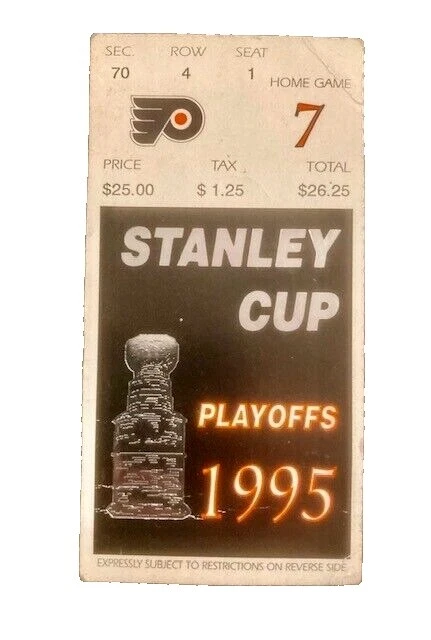 SEC. ROW SEAT
70 4 1
HOME GAME
7
PRICE TAX TOTAL
$25.00 $ 1.25 $26.25
STANLEY
CUP
PLAYOFFS
1995
EXPRESSLY SUBJECT TO RESTRICTIONS ON REVERSE SIDE